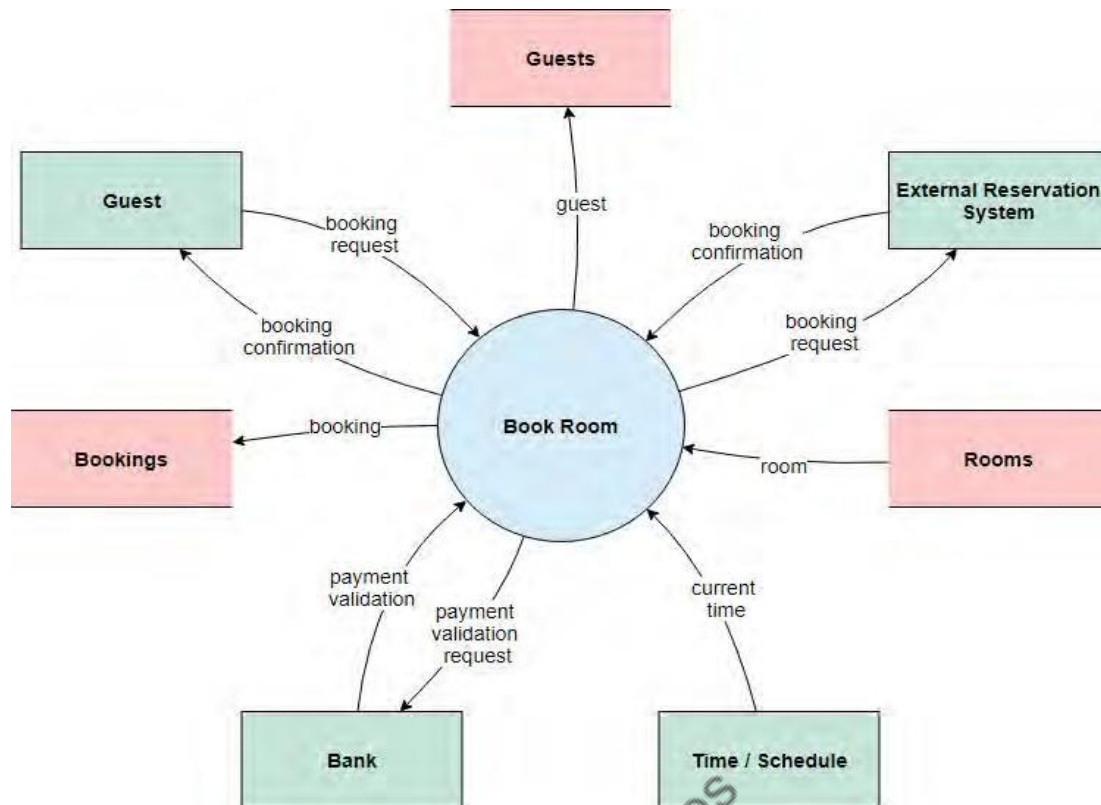 Guests
Guest
External Reservation
System
guest
booking
request
booking
confirmation
booking
confirmation
booking
request
booking
Book Room
Bookings
room
Rooms
payment
validation
payment
validation
request
current
time
Bank
Time / Schedule